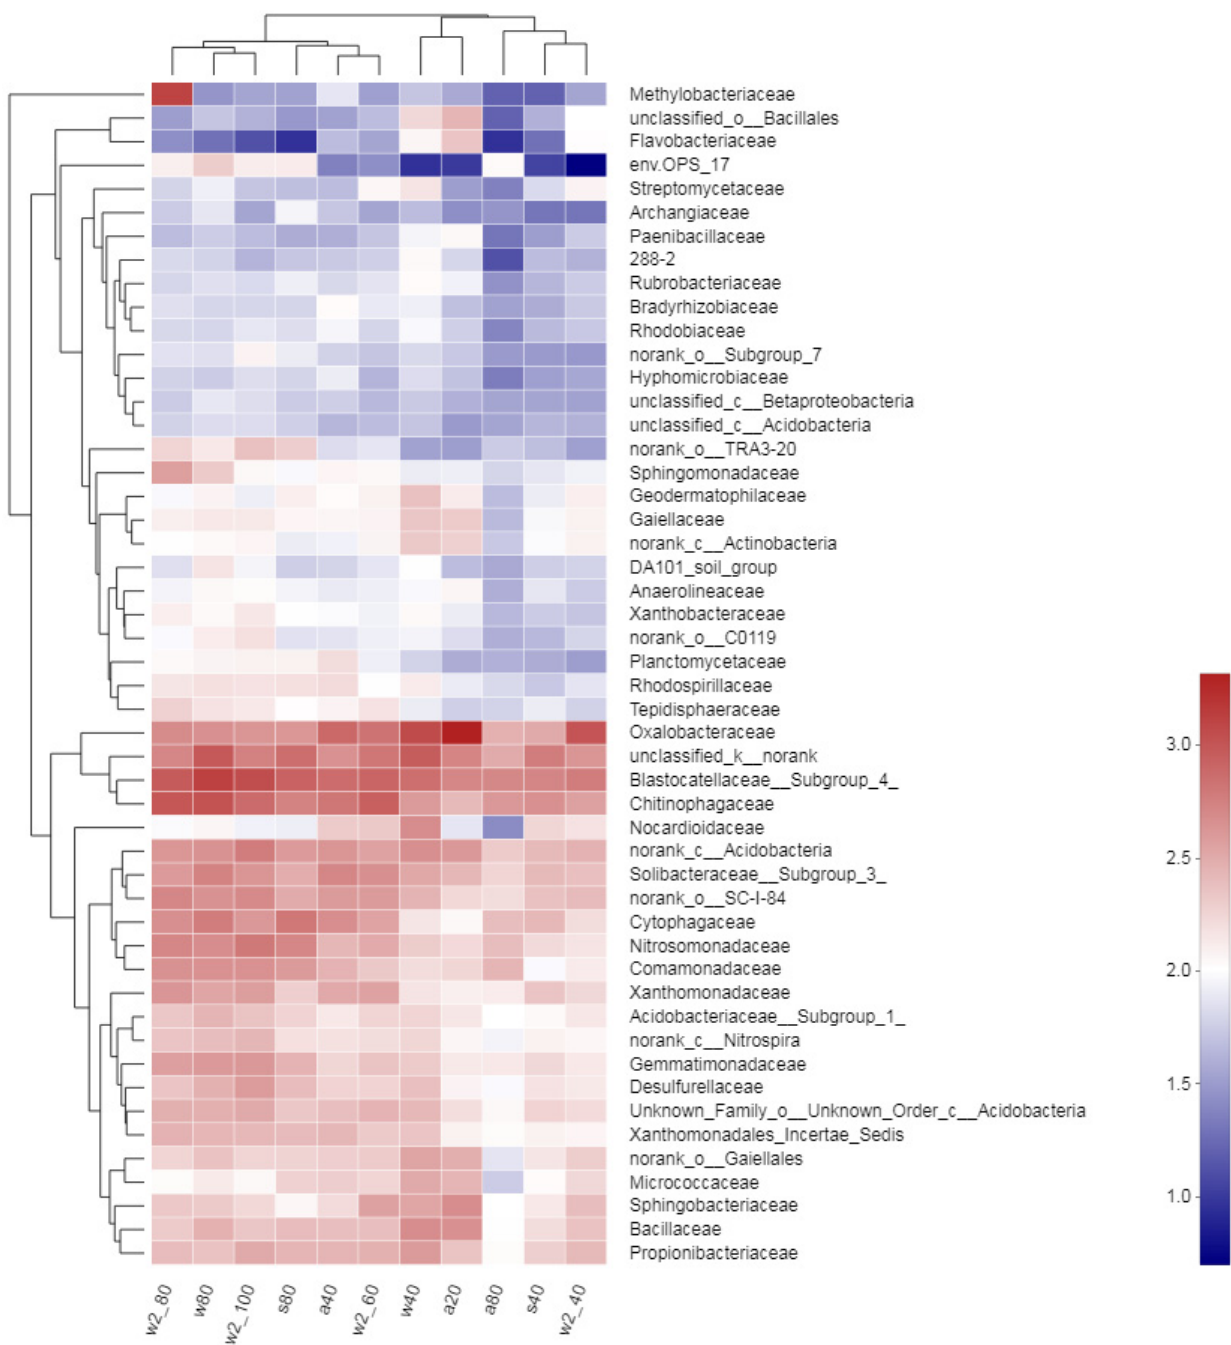 Methylobacteriaceae
unclassified_o__Bacillales
Flavobacteriaceae
env.OPS_17
Streptomycetaceae
Archangiaceae
Paenibacillaceae
288-2
Rubrobacteriaceae
Bradyrhizobiaceae
Rhodobiaceae
norank_o__Subgroup_7
Hyphomicrobiaceae
unclassified_c__Betaproteobacteria
unclassified_c__Acidobacteria
norank_o__TRA3-20
Sphingomonadaceae
Geodermatophilaceae
Gaiellaceae
norank_c__Actinobacteria
DA101_soil_group
Anaerolineaceae
Xanthobacteraceae
norank_o__C0119
Planctomycetaceae
Rhodospirillaceae
Tepidisphaeraceae
Oxalobacteraceae
unclassified_k__norank
Blastocatellaceae__Subgroup_4_
Chitinophagaceae
Nocardioidaceae
norank_c__Acidobacteria
Solibacteraceae__Subgroup_3_
norank_o__SC-I-84
Cytophagaceae
Nitrosomonadaceae
Comamonadaceae
Xanthomonadaceae
Acidobacteriaceae__Subgroup_1_
norank_c__Nitrospira
Gemmatimonadaceae
Desulfurellaceae
Unknown_Family_o__Unknown_Order_c__Acidobacteria
Xanthomonadales_Incertae_Sedis
norank_o__Gaiellales
Micrococcaceae
Sphingobacteriaceae
Bacillaceae
Propionibacteriaceae
w2_80
w80
w2_100
s80
a40
w2_60
w40
a20
a80
s40
w2_40
3.0
2.5
2.0
1.5
1.0